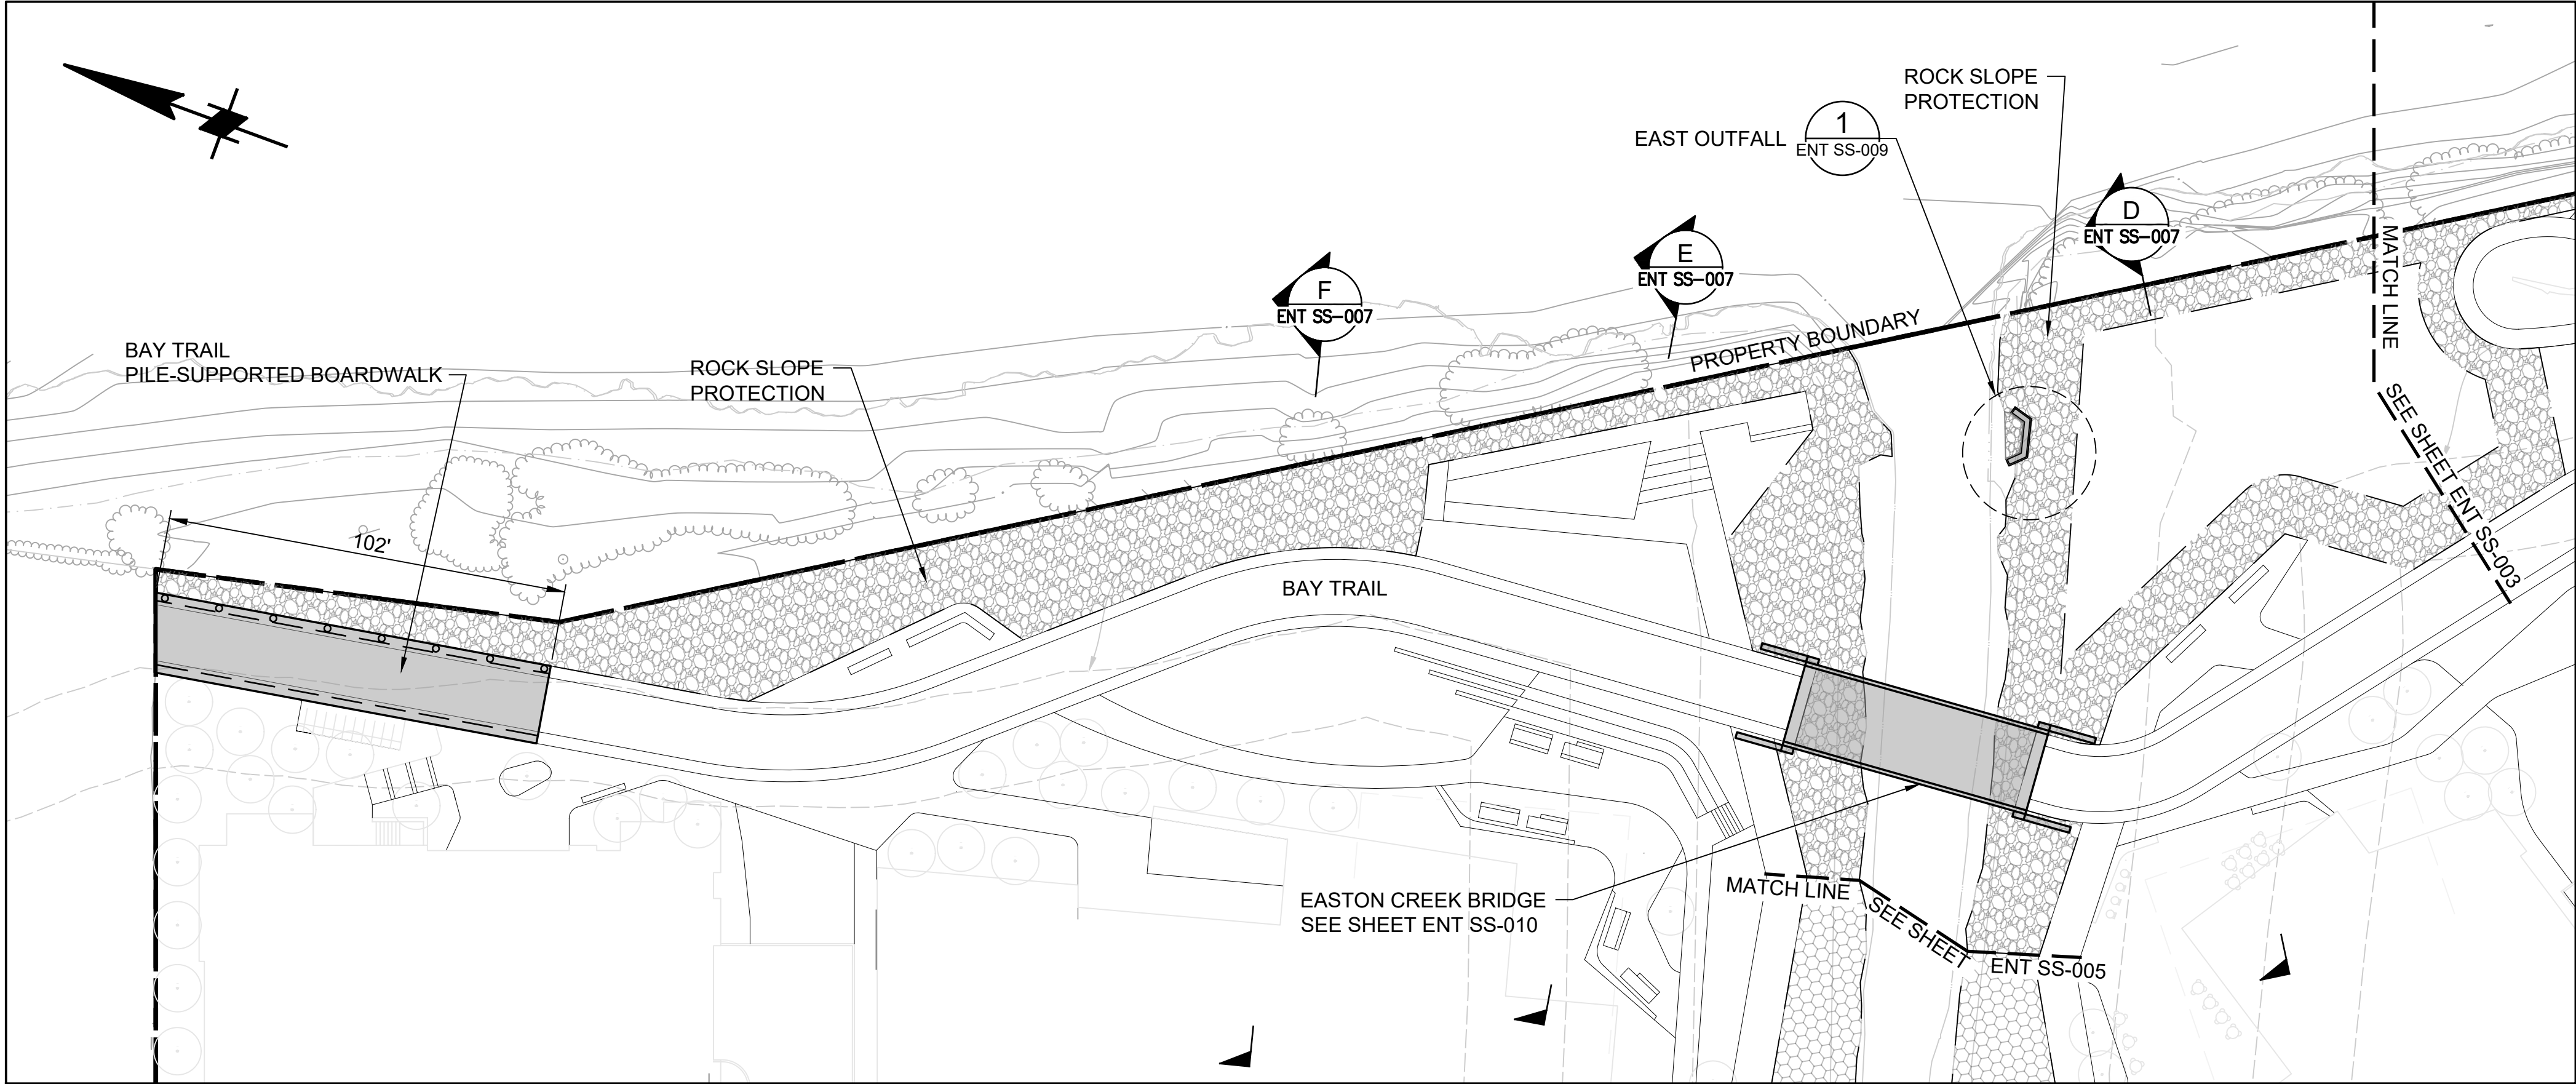 ROCK SLOPE
PROTECTION
EAST OUTFALL
1
ENT SS-009
D
ENT SS-007
E
ENT SS-007
F
ENT SS-007
MATCH LINE
SEE SHEET ENT SS-003
PROPERTY BOUNDARY
BAY TRAIL
PILE-SUPPORTED BOARDWALK
ROCK SLOPE
PROTECTION
102'
BAY TRAIL
EASTON CREEK BRIDGE
SEE SHEET ENT SS-010
MATCH LINE
SEE SHEET
ENT SS-005